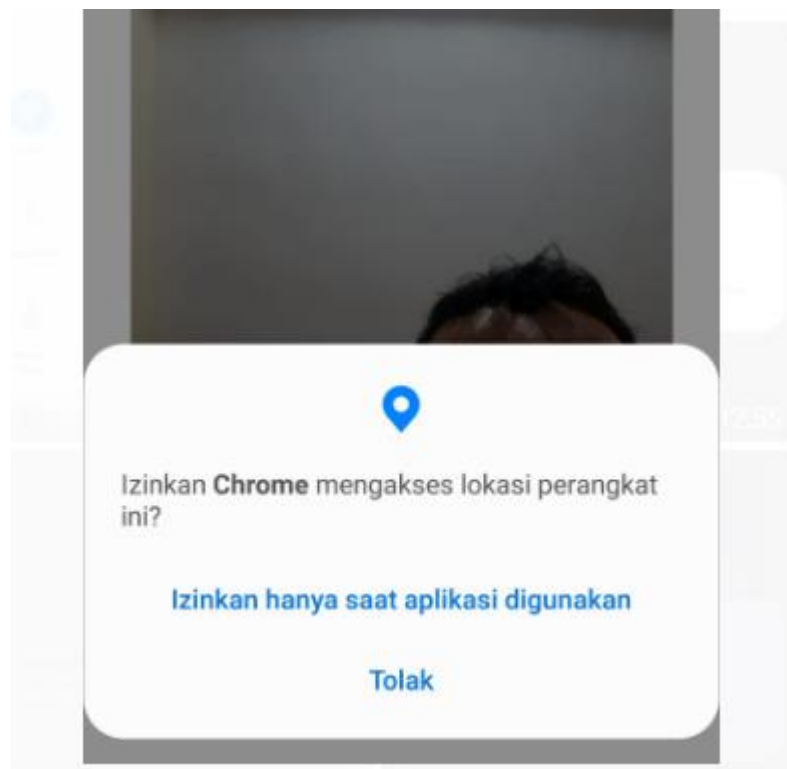 Izinkan Chrome mengakses lokasi perangkat
ini?
Izinkan hanya saat aplikasi digunakan
Tolak